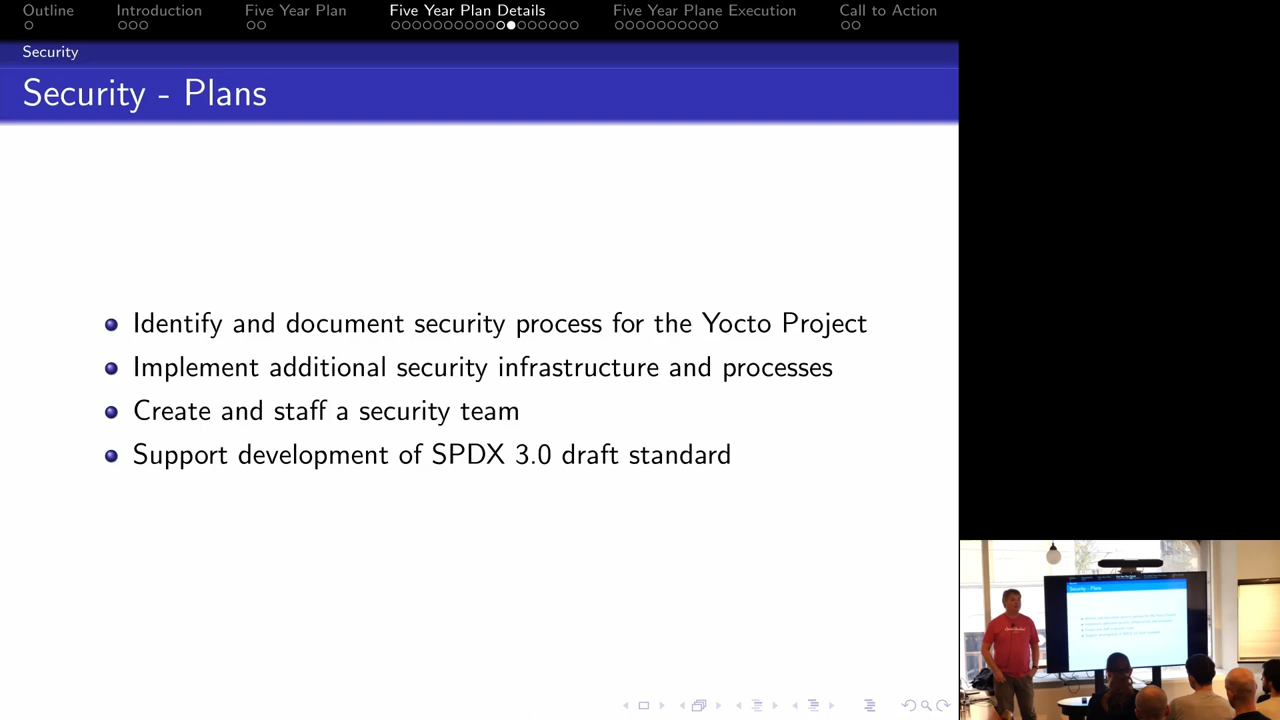 Outline
Introduction
Five Year Plan
Five Year Plan Details
Five Year Plane Execution
Call to Action
Security
Security - Plans
Identify and document security process for the Yocto Project
Implement additional security infrastructure and processes
Create and staff a security team
Support development of SPDX 3.0 draft standard
Security - Plans